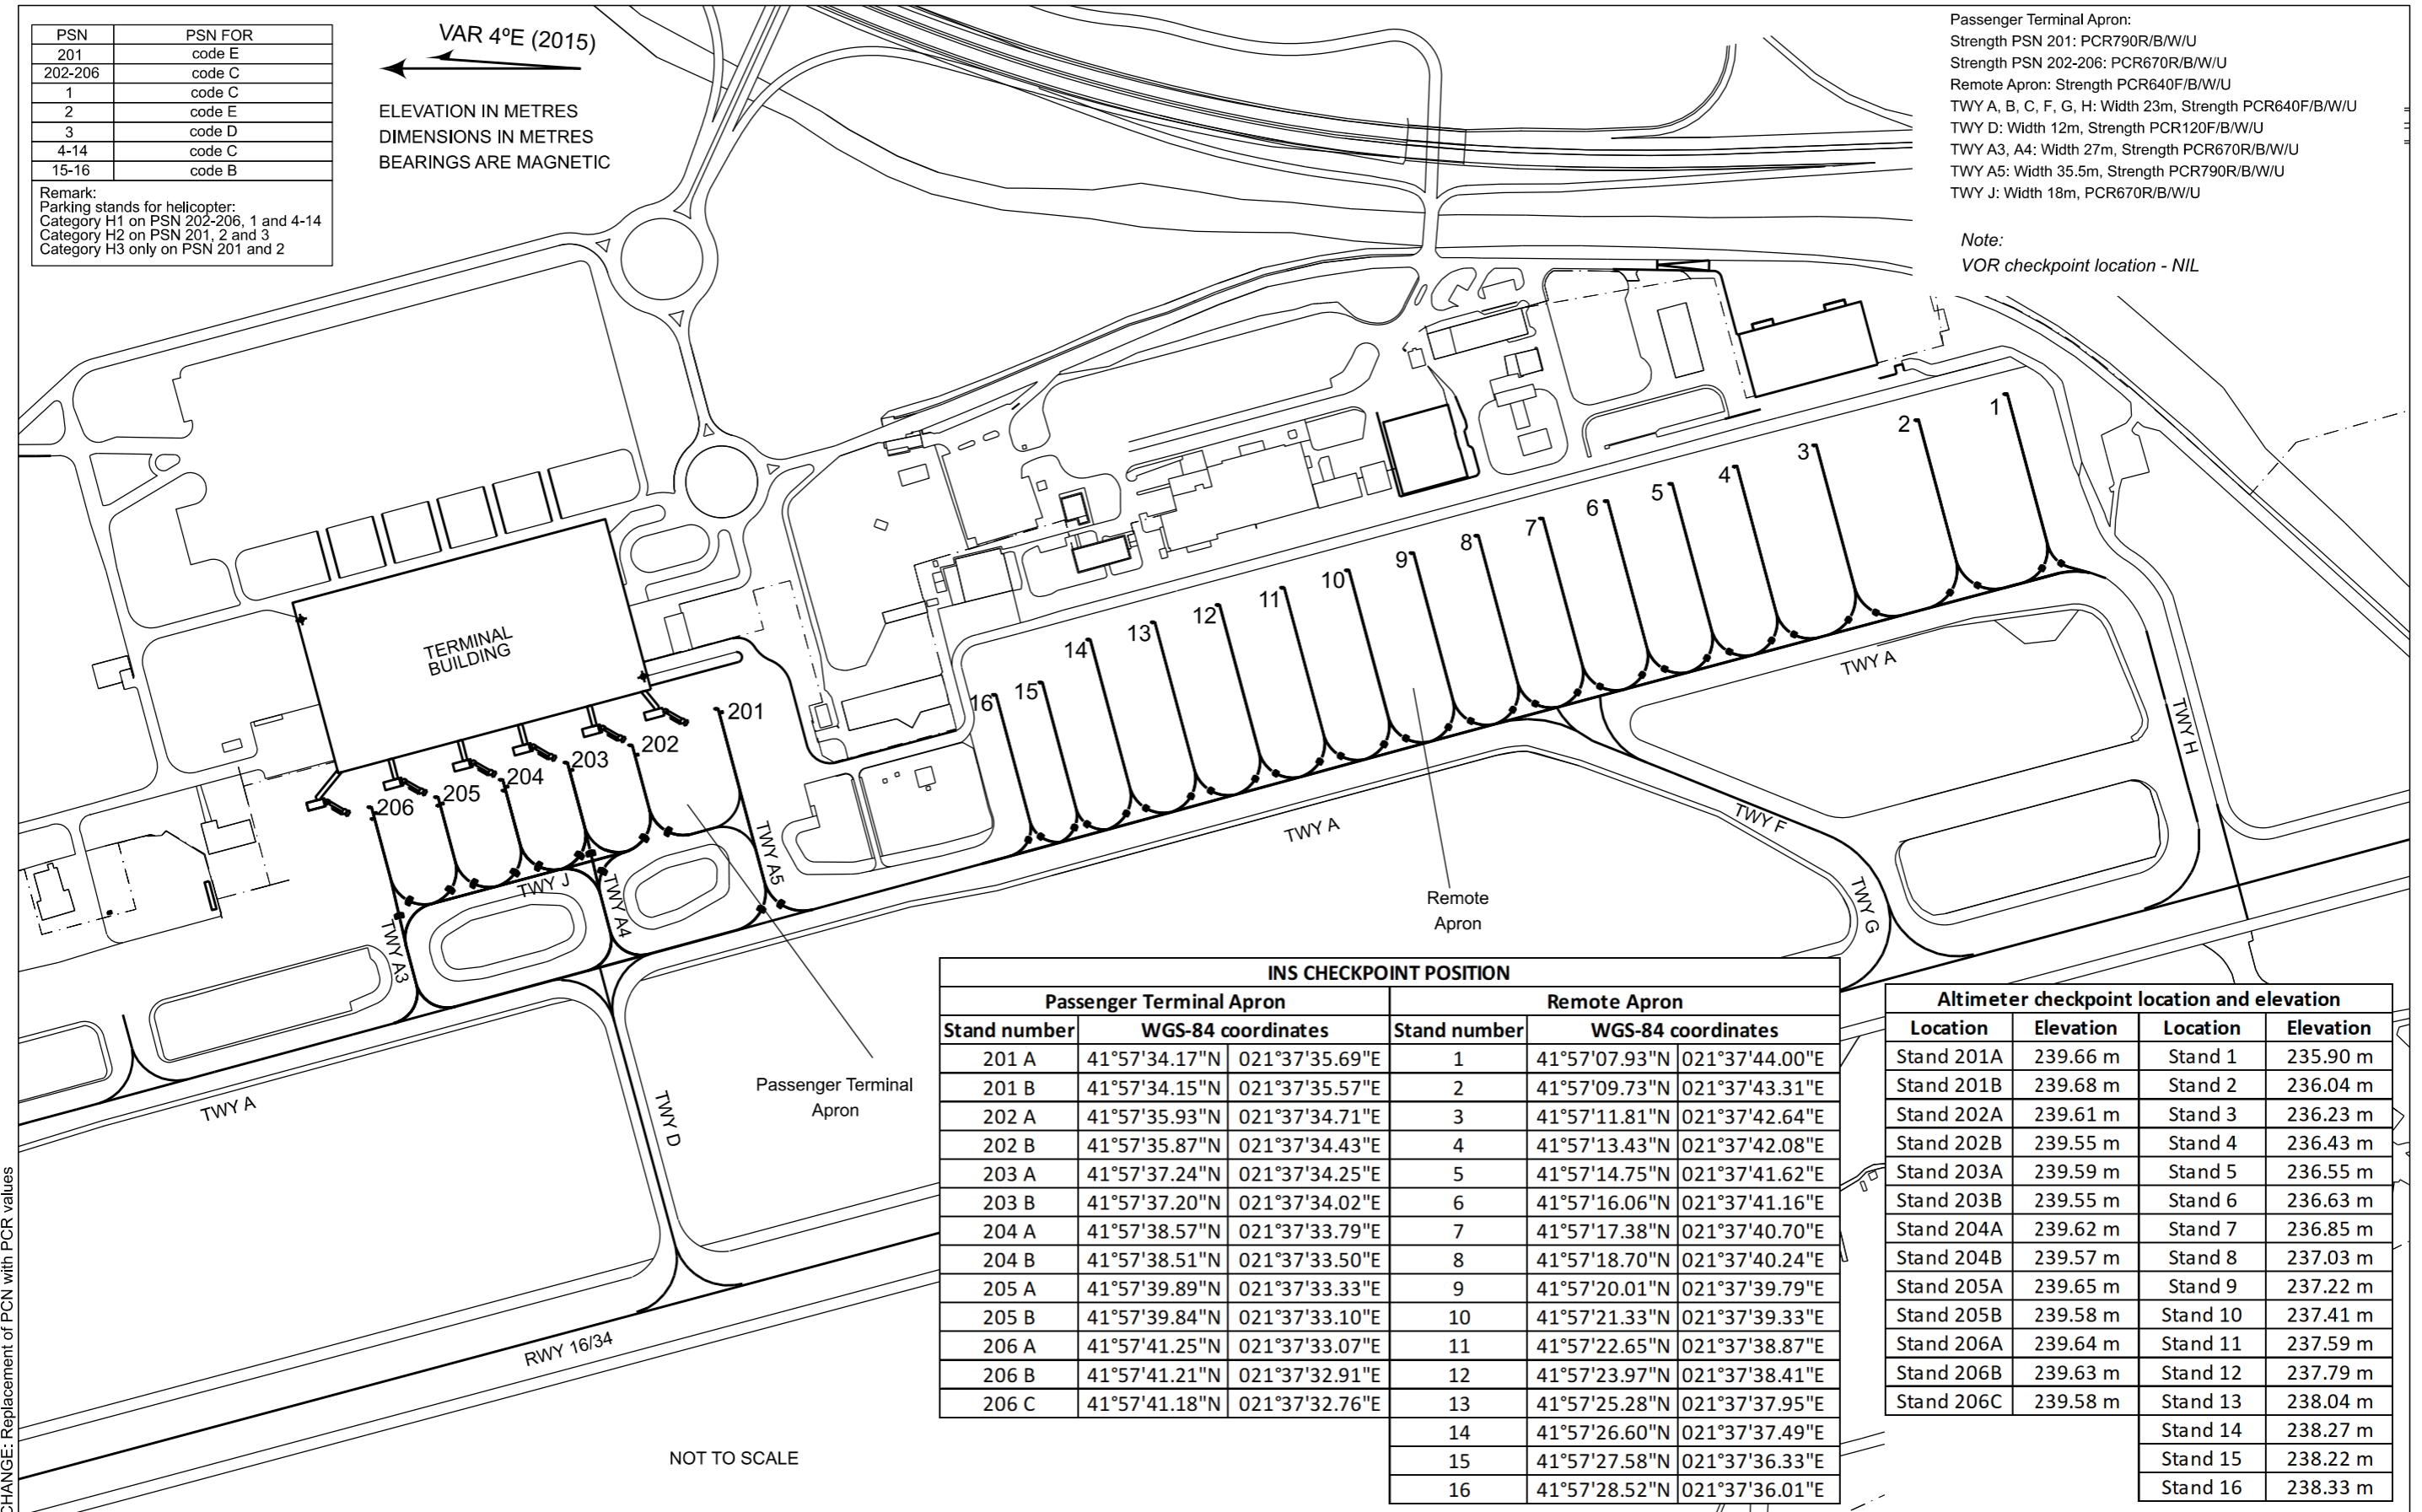 PSN PSN FOR
201 code E
202-206 code C
1 code C
2 code E
3 code D
4-14 code C
15-16 code B
Remark:
Parking stands for helicopter:
Category H1 on PSN 202-206, 1 and 4-14
Category H2 on PSN 201, 2 and 3
Category H3 only on PSN 201 and 2
VAR 4ºE (2015)
ELEVATION IN METRES
DIMENSIONS IN METRES
BEARINGS ARE MAGNETIC
Passenger Terminal Apron:
Strength PSN 201: PCR790R/B/W/U
Strength PSN 202-206: PCR670R/B/W/U
Remote Apron: Strength PCR640F/B/W/U
TWY A, B, C, F, G, H: Width 23m, Strength PCR640F/B/W/U
TWY D: Width 12m, Strength PCR120F/B/W/U
TWY A3, A4: Width 27m, Strength PCR670R/B/W/U
TWY A5: Width 35.5m, Strength PCR790R/B/W/U
TWY J: Width 18m, PCR670R/B/W/U
Note:
VOR checkpoint location - NIL
1
2
3
4
5
6
7
8
9
10
11
12
13
14
15
16
TERMINAL
BUILDING
201
202
203
204
205
206
TWY A
TWY H
TWY F
TWY G
TWY A
TWY A5
TWY J
TWY A4
TWY A3
TWY A
TWY D
Remote
Apron
Passenger Terminal
Apron
RWY 16/34
NOT TO SCALE
CHANGE: Replacement of PCN with PCR values
INS CHECKPOINT POSITION
Passenger Terminal Apron Remote Apron
Stand number WGS-84 coordinates Stand number WGS-84 coordinates
201 A 41°57'34.17"N 021°37'35.69"E 1 41°57'07.93"N 021°37'44.00"E
201 B 41°57'34.15"N 021°37'35.57"E 2 41°57'09.73"N 021°37'43.31"E
202 A 41°57'35.93"N 021°37'34.71"E 3 41°57'11.81"N 021°37'42.64"E
202 B 41°57'35.87"N 021°37'34.43"E 4 41°57'13.43"N 021°37'42.08"E
203 A 41°57'37.24"N 021°37'34.25"E 5 41°57'14.75"N 021°37'41.62"E
203 B 41°57'37.20"N 021°37'34.02"E 6 41°57'16.06"N 021°37'41.16"E
204 A 41°57'38.57"N 021°37'33.79"E 7 41°57'17.38"N 021°37'40.70"E
204 B 41°57'38.51"N 021°37'33.50"E 8 41°57'18.70"N 021°37'40.24"E
205 A 41°57'39.89"N 021°37'33.33"E 9 41°57'20.01"N 021°37'39.79"E
205 B 41°57'39.84"N 021°37'33.10"E 10 41°57'21.33"N 021°37'39.33"E
206 A 41°57'41.25"N 021°37'33.07"E 11 41°57'22.65"N 021°37'38.87"E
206 B 41°57'41.21"N 021°37'32.91"E 12 41°57'23.97"N 021°37'38.41"E
206 C 41°57'41.18"N 021°37'32.76"E 13 41°57'25.28"N 021°37'37.95"E
14 41°57'26.60"N 021°37'37.49"E
15 41°57'27.58"N 021°37'36.33"E
16 41°57'28.52"N 021°37'36.01"E
Altimeter checkpoint location and elevation
Location Elevation Location Elevation
Stand 201A 239.66 m Stand 1 235.90 m
Stand 201B 239.68 m Stand 2 236.04 m
Stand 202A 239.61 m Stand 3 236.23 m
Stand 202B 239.55 m Stand 4 236.43 m
Stand 203A 239.59 m Stand 5 236.55 m
Stand 203B 239.55 m Stand 6 236.63 m
Stand 204A 239.62 m Stand 7 236.85 m
Stand 204B 239.57 m Stand 8 237.03 m
Stand 205A 239.65 m Stand 9 237.22 m
Stand 205B 239.58 m Stand 10 237.41 m
Stand 206A 239.64 m Stand 11 237.59 m
Stand 206B 239.63 m Stand 12 237.79 m
Stand 206C 239.58 m Stand 13 238.04 m
Stand 14 238.27 m
Stand 15 238.22 m
Stand 16 238.33 m